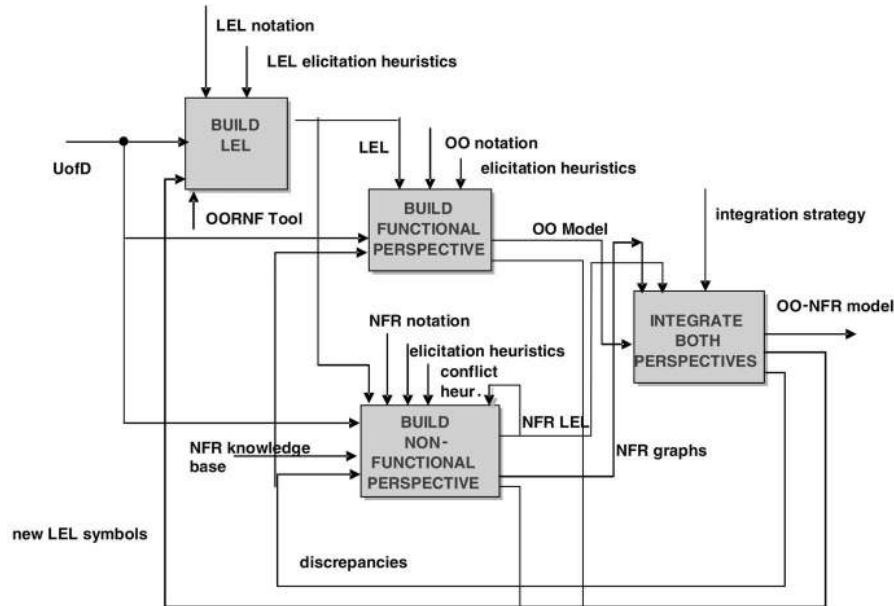 LEL notation
LEL elicitation heuristics
BUILD
LEL
UofD
OORNF Tool
LEL
OO notation
elicitation heuristics
BUILD
FUNCTIONAL
PERSPECTIVE
OO Model
integration strategy
INTEGRATE
BOTH
PERSPECTIVES
OO-NFR model
NFR notation
elicitation heuristics
conflict
heur.
BUILD
NON-
FUNCTIONAL
PERSPECTIVE
NFR LEL
NFR graphs
NFR knowledge
base
new LEL symbols
discrepancies